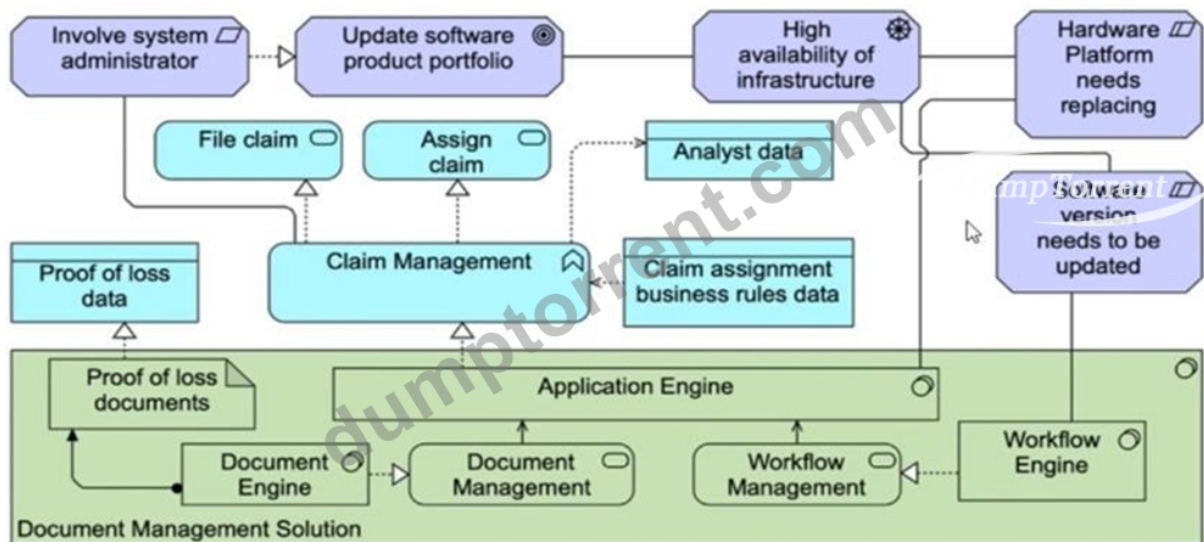 Involve system
administrator
Update software
product portfolio
High
availability of
infrastructure
Hardware
Platform
needs
replacing
File claim
Assign
claim
Analyst data
DumpTorrent
Software
version
needs to be
updated
Proof of loss
data
Claim Management
Claim assignment
business rules data
dumptorrent.com
Proof of loss
documents
Application Engine
Document
Engine
Document
Management
Workflow
Management
Workflow
Engine
Document Management Solution